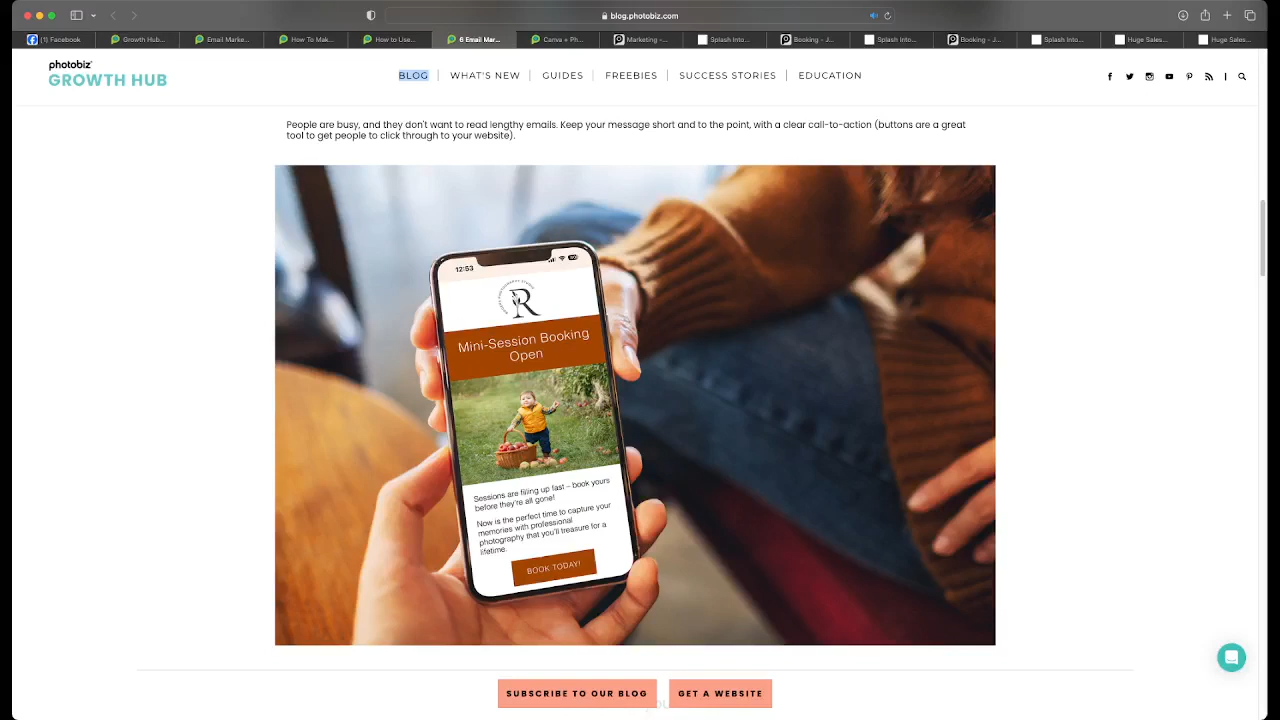 blog.photobiz.com
Facebook
Growth Hub...
Email Marke...
How To Mak...
How to Use...
6 Email Mar...
Canva + Ph...
Marketing -...
Splash Into...
Booking - J...
Splash Into...
Booking - J...
Splash Into...
Huge Sales...
Huge Sales...
photobiz
GROWTH HUB
BLOG
WHAT'S NEW
GUIDES
FREEBIES
SUCCESS STORIES
EDUCATION
People are busy, and they don't want to read lengthy emails. Keep your message short and to the point, with a clear call-to-action (buttons are a great
tool to get people to click through to your website).
12:53
R
Mini-Session Booking
Open
Sessions are filling up fast – book yours
before they're all gone!
Now is the perfect time to capture your
memories with professional
photography that you'll treasure for a
lifetime.
BOOK TODAY!
SUBSCRIBE TO OUR BLOG
GET A WEBSITE